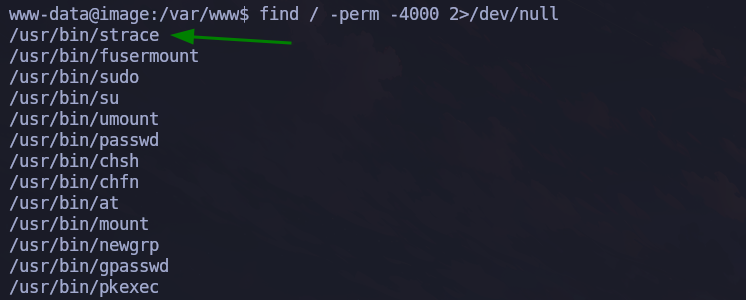 www-data@image:/var/www$ find / -perm -4000 2>/dev/null
/usr/bin/strace
/usr/bin/fusermount
/usr/bin/sudo
/usr/bin/su
/usr/bin/umount
/usr/bin/passwd
/usr/bin/chsh
/usr/bin/chfn
/usr/bin/at
/usr/bin/mount
/usr/bin/newgrp
/usr/bin/gpasswd
/usr/bin/pkexec